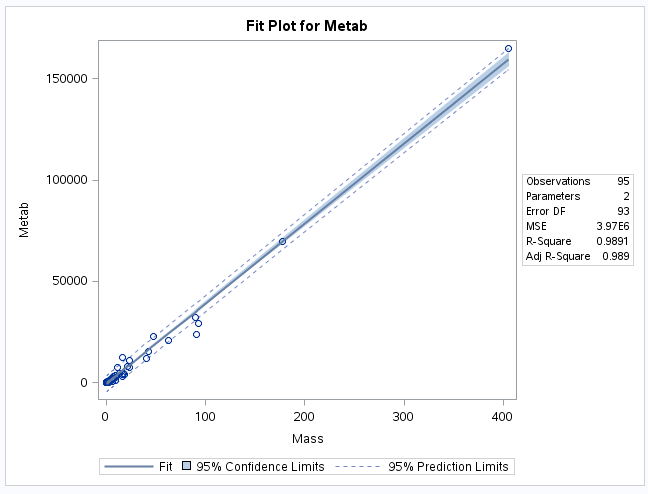 Fit Plot for Metab
150000
100000
50000
0
Metab
0 100 200 300 400
Mass
Observations 95
Parameters 2
Error DF 93
MSE 3.97E6
R-Square 0.9891
Adj R-Square 0.989
Fit 95% Confidence Limits 95% Prediction Limits